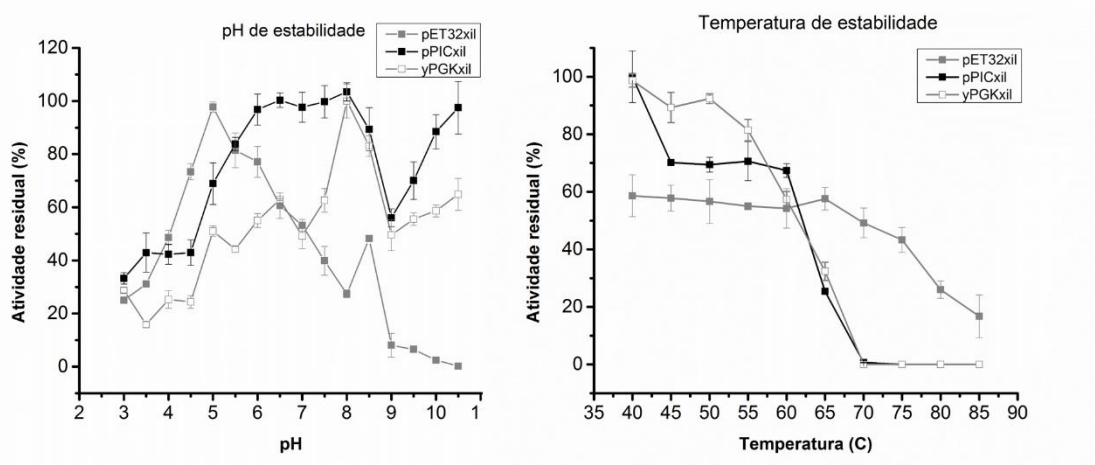 pH de estabilidade
pET32xil
pPICxil
yPGKxil
120
100
80
60
40
20
0
Atividade residual (%)
2 3 4 5 6 7 8 9 10 1
pH
Temperatura de estabilidade
pET32xil
pPICxil
yPGKxil
100
80
60
40
20
0
Atividade residual (%)
35 40 45 50 55 60 65 70 75 80 85 90
Temperatura (C)